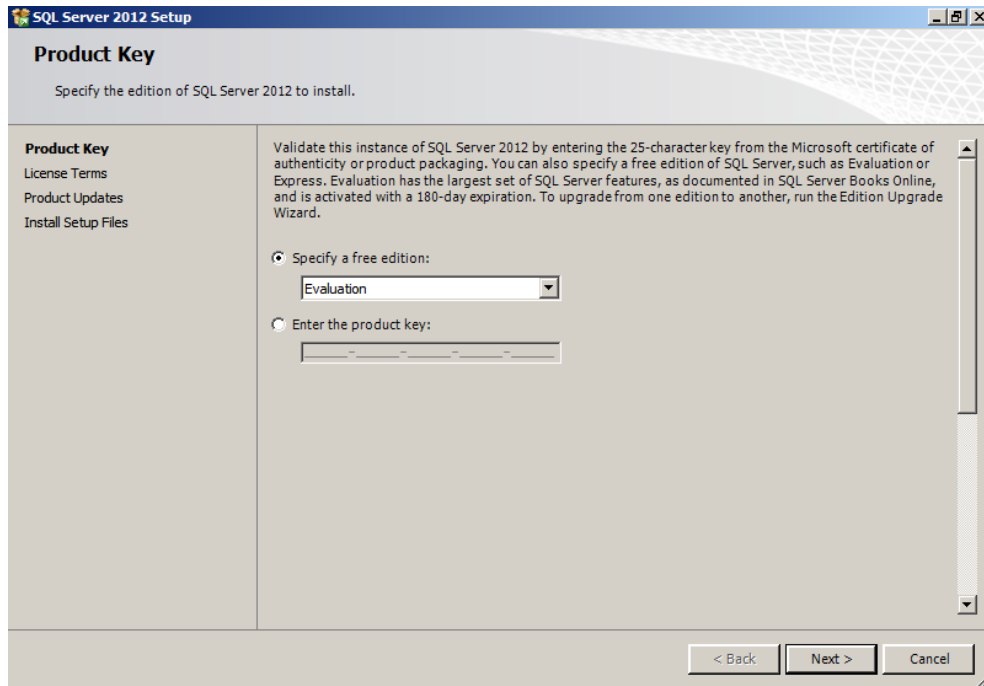 SQL Server 2012 Setup
Product Key
Specify the edition of SQL Server 2012 to install.
Product Key
License Terms
Product Updates
Install Setup Files
Validate this instance of SQL Server 2012 by entering the 25-character key from the Microsoft certificate of
authenticity or product packaging. You can also specify a free edition of SQL Server, such as Evaluation or
Express. Evaluation has the largest set of SQL Server features, as documented in SQL Server Books Online,
and is activated with a 180-day expiration. To upgrade from one edition to another, run the Edition Upgrade
Wizard.
Specify a free edition:
Evaluation
Enter the product key:
_____-_____-_____-_____-_____
< Back
Next >
Cancel